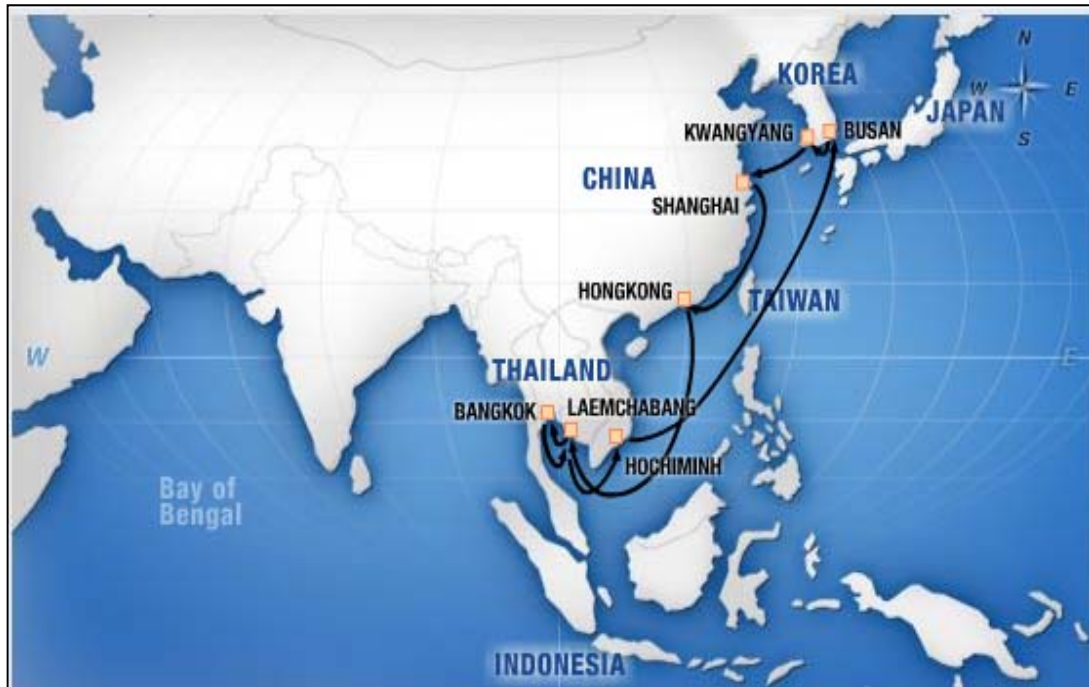 N
KOREA
W
E
JAPAN
KWANGYANG
BUSAN
S
CHINA
SHANGHAI
HONGKONG
TAIWAN
W
E
THAILAND
BANGKOK
LAEMCHABANG
HOCHIMINH
Bay of
Bengal
INDONESIA